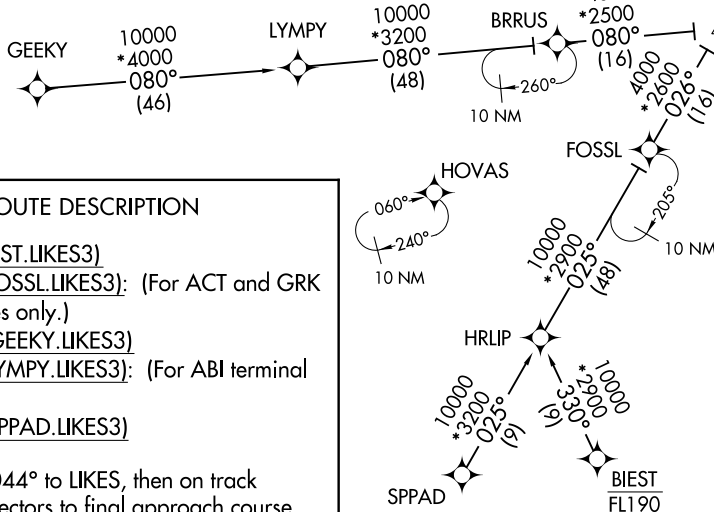 GEEKY
10000
*4000
080°
(46)
LYMPY
10000
*3200
080°
(48)
BRRUS
*2500
080°
(16)
260°
10 NM
4000
*2600
026°
(16)
FOSSL
205°
10 NM
HOVAS
060°
240°
10 NM
10000
*2900
025°
(48)
HRLIP
10000
*3200
025°
(9)
SPPAD
10000
*2900
330°
(9)
BIEST
FL190
OUTE DESCRIPTION
ST.LIKES3)
OSSL.LIKES3): (For ACT and GRK
s only.)
GEEKY.LIKES3)
YMPY.LIKES3): (For ABI terminal
PPAD.LIKES3)
044° to LIKES, then on track
ectors to final approach course.